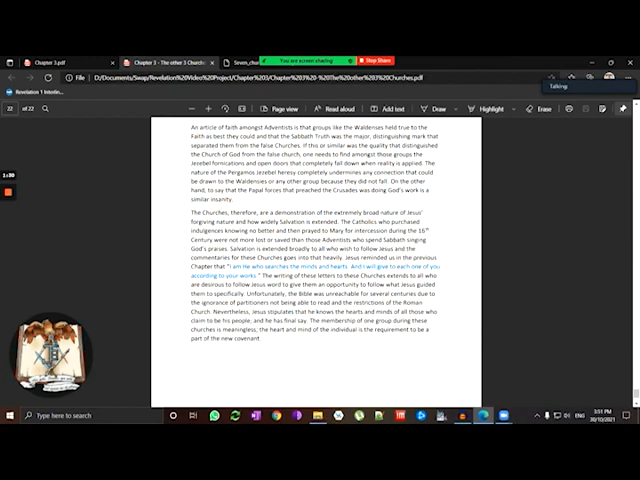 Chapter 3.pdf
Chapter 3 - The other 3 Churche
Seven_chur
You are screen sharing
Stop Share
File
D:/Documents/Swap/Revelation%20Video%20Project/Chapter%203/Chapter%203%20-%20The%20other%203%20Churches.pdf
Talking:
Revelation 1 Interlin...
22 of 22
Page view
Read aloud
Add text
Draw
Highlight
Erase
An article of faith amongst Adventists is that groups like the Waldenses held true to the
Faith as best they could and that the Sabbath Truth was the major, distinguishing mark that
separated them from the false Churches. If this or similar was the quality that distinguished
the Church of God from the false church, one needs to find amongst those groups the
Jezebel fornications and open doors that completely fall down when reality is applied. The
nature of the Pergamos Jezebel heresy completely undermines any connection that could
be drawn to the Waldensies or any other group because they did not fall. On the other
hand, to say that the Papal forces that preached the Crusades was doing God's work is a
similar insanity.
The Churches, therefore, are a demonstration of the extremely broad nature of Jesus'
forgiving nature and how widely Salvation is extended. The Catholics who purchased
indulgences knowing no better and then prayed to Mary for intercession during the 16th
Century were not more lost or saved than those Adventists who spend Sabbath singing
God's praises. Salvation is extended broadly to all who wish to follow Jesus and the
commentaries for these Churches goes into that heavily. Jesus reminded us in the previous
Chapter that "I am He who searches the minds and hearts. And I will give to each one of you
according to your works." The writing of these letters to these Churches extends to all who
are desirous to follow Jesus word to give them an opportunity to follow what Jesus guided
them to specifically. Unfortunately, the Bible was unreachable for several centuries due to
the ignorance of partitioners not being able to read and the restrictions of the Roman
Church. Nevertheless, Jesus stipulates that he knows the hearts and minds of all those who
claim to be his people, and he has final say. The membership of one group during these
churches is meaningless; the heart and mind of the individual is the requirement to be a
part of the new covenant
Type here to search
ENG
3:51 PM
30/10/2021